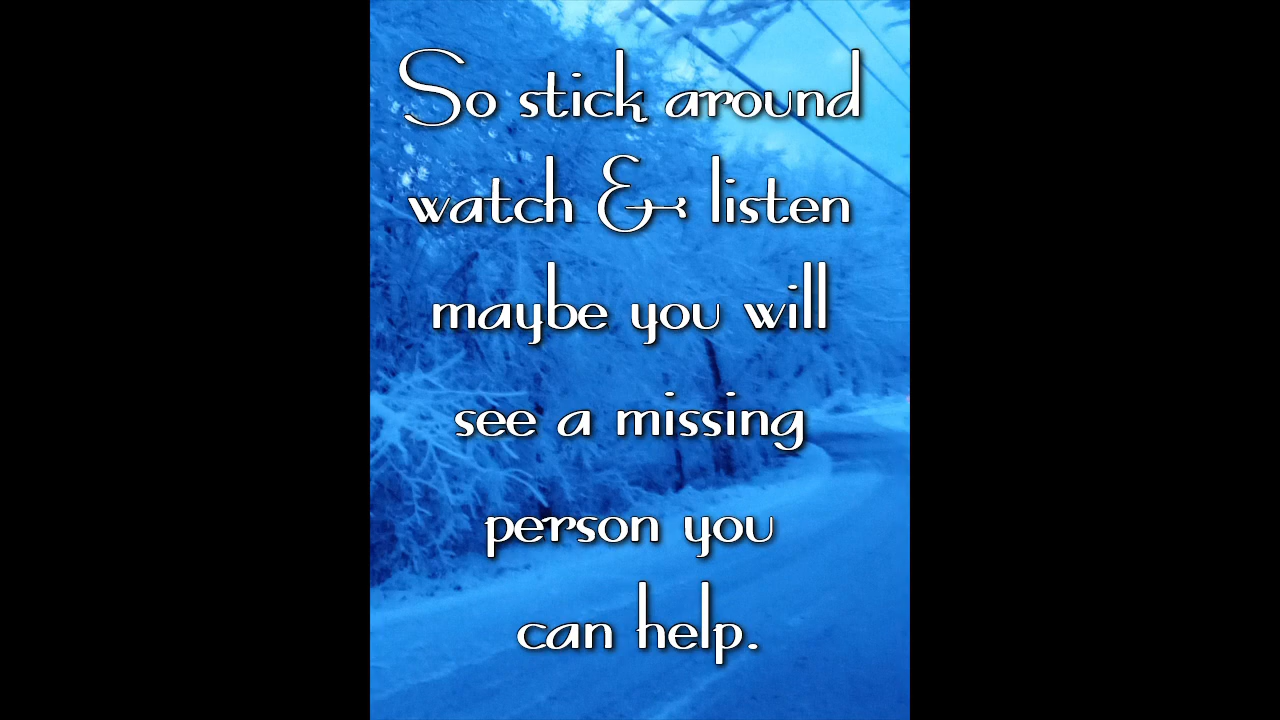 So stick around
watch & listen
maybe you will
see a missing
person you
can help.